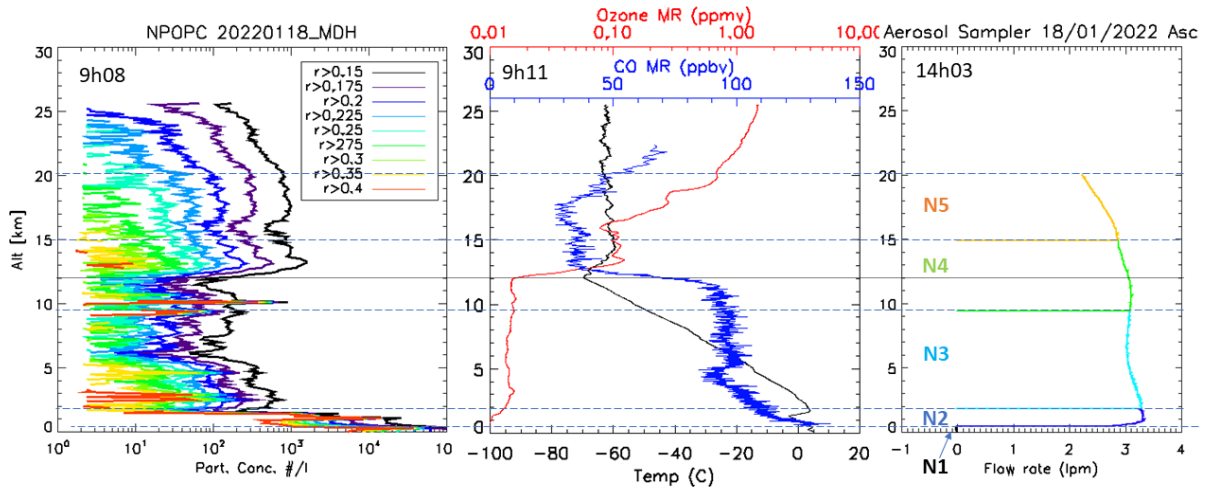 NPOPC 20220118_MDH
9h08
r>0.15
r>0.175
r>0.2
r>0.225
r>0.25
r>275
r>0.3
r>0.35
r>0.4
Alt [km]
30
25
20
15
10
5
0
10⁰ 10¹ 10² 10³ 10⁴
Part. Conc. #/l
Ozone MR (ppmv)
0.01 0.10 1.00 10.00
9h11
CO MR (ppbv)
0 50 100 150
30
25
20
15
10
5
0
-100 -80 -60 -40 -20 0 20
Temp (C)
Aerosol Sampler 18/01/2022 Asc
14h03
30
25
20
15
10
5
0
N5
N4
N3
N2
N1
-1 0 1 2 3 4
Flow rate (lpm)